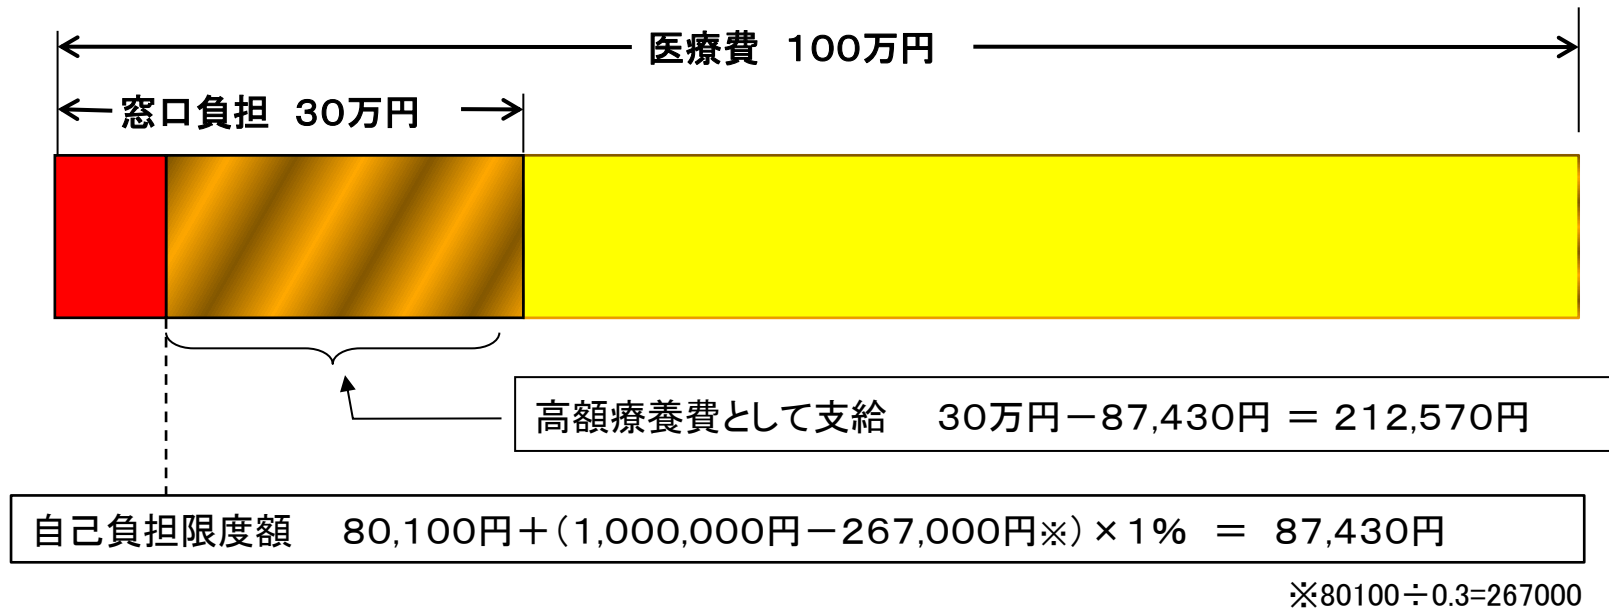 医療費 100万円
窓口負担 30万円
高額療養費として支給 30万円－87,430円 ＝ 212,570円
自己負担限度額 80,100円＋(1,000,000円－267,000円※)×1% ＝ 87,430円
※80100÷0.3=267000